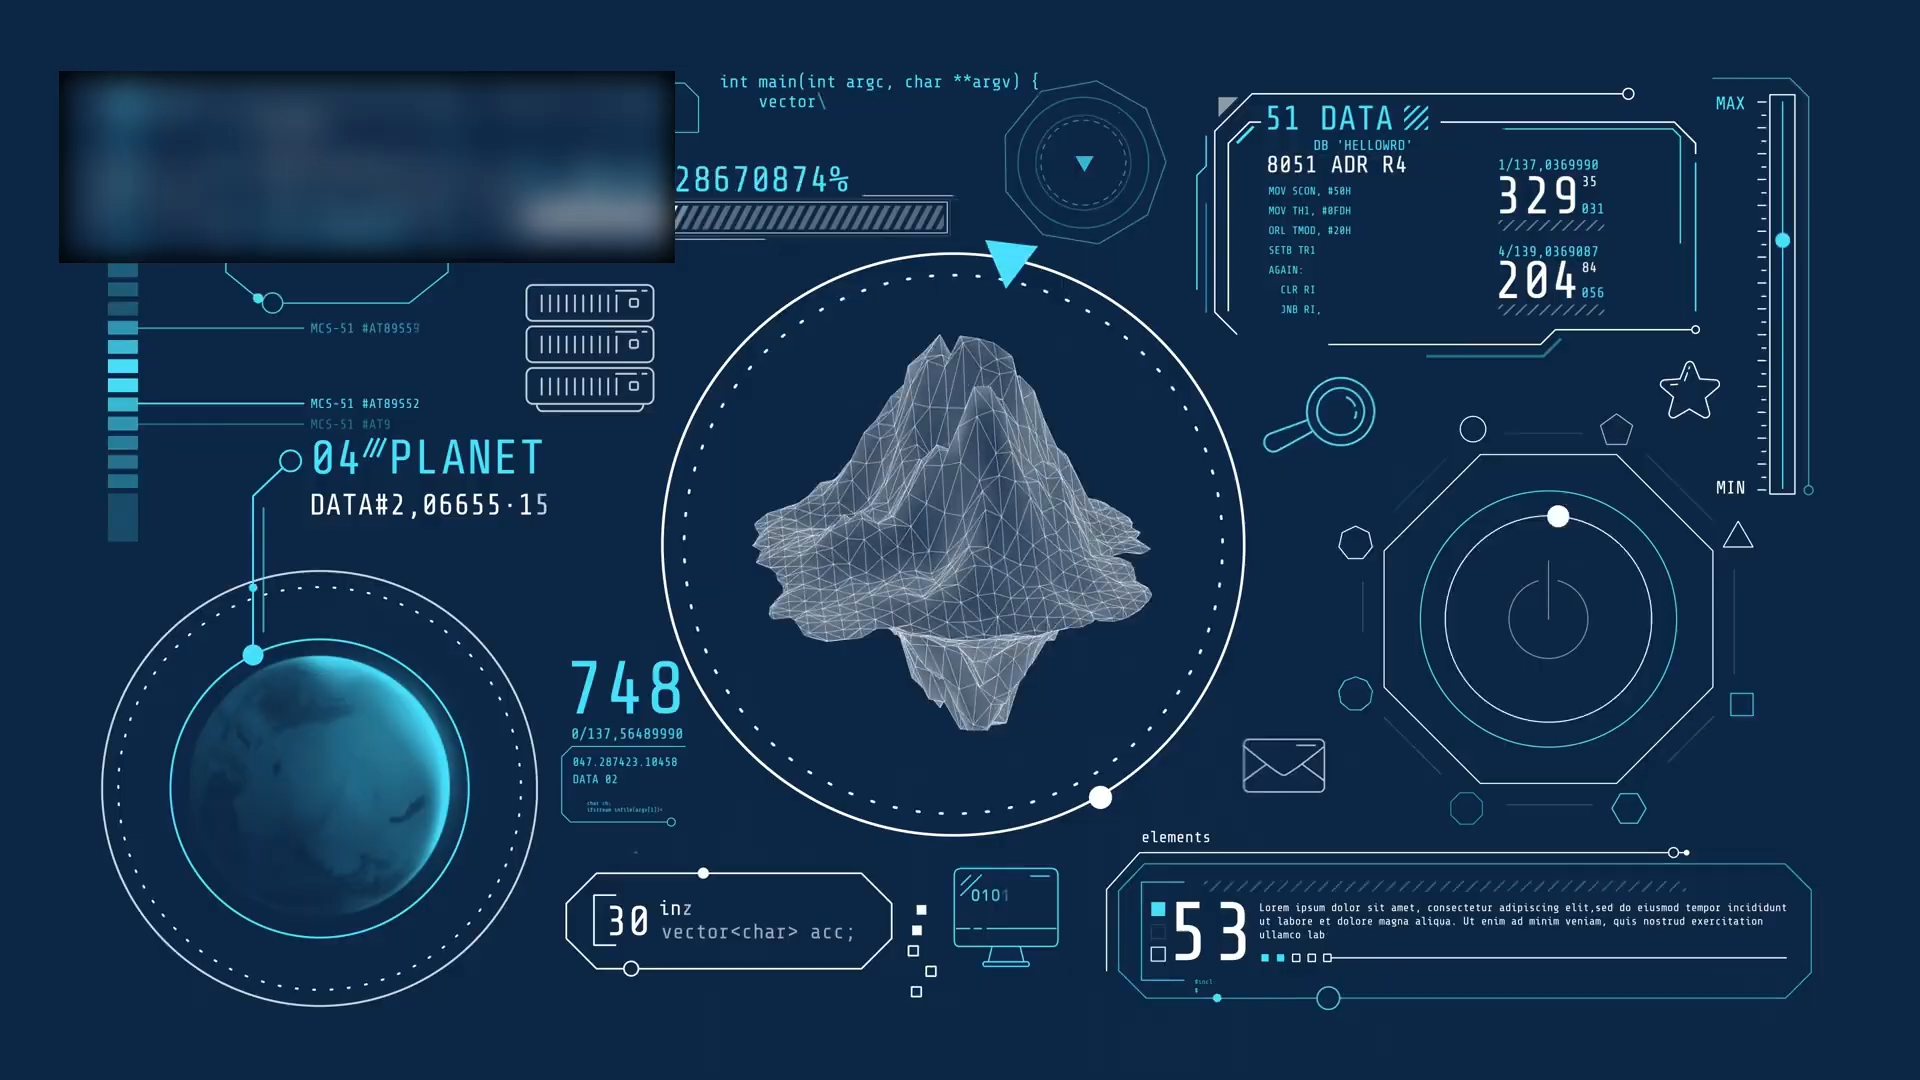 int main(int argc, char **argv) {
vector\
28670874%
51 DATA
DB 'HELLOWRD'
8051 ADR R4
MOV SCON, #50H
MOV TH1, #0FDH
ORL TMOD, #20H
SETB TR1
AGAIN:
CLR RI
JNB RI,
1/137,0369990
329 35
031
4/139,0369087
204 84
056
MAX
MIN
MCS-51 #AT89S59
MCS-51 #AT89S52
MCS-51 #AT9
04///PLANET
DATA#2,06655·15
748
0/137,56489990
047.287423.10458
DATA 02
char ch;
30
inz
vector<char> acc;
0101
elements
53
Lorem ipsum dolor sit amet, consectetur adipiscing elit,sed do eiusmod tempor incididunt
ut labore et dolore magna aliqua. Ut enim ad minim veniam, quis nostrud exercitation
ullamco lab
#incl
#